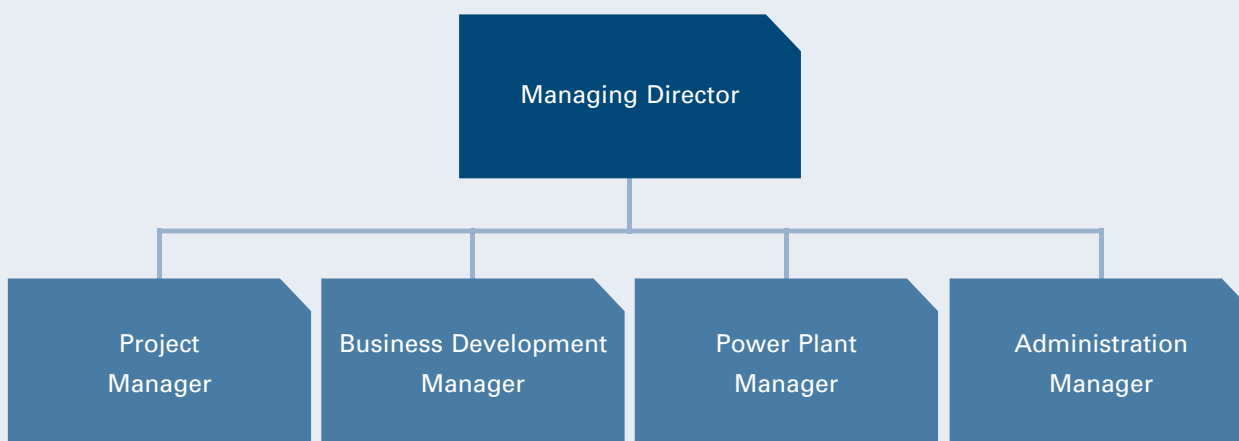 Managing Director
Project
Manager
Business Development
Manager
Power Plant
Manager
Administration
Manager